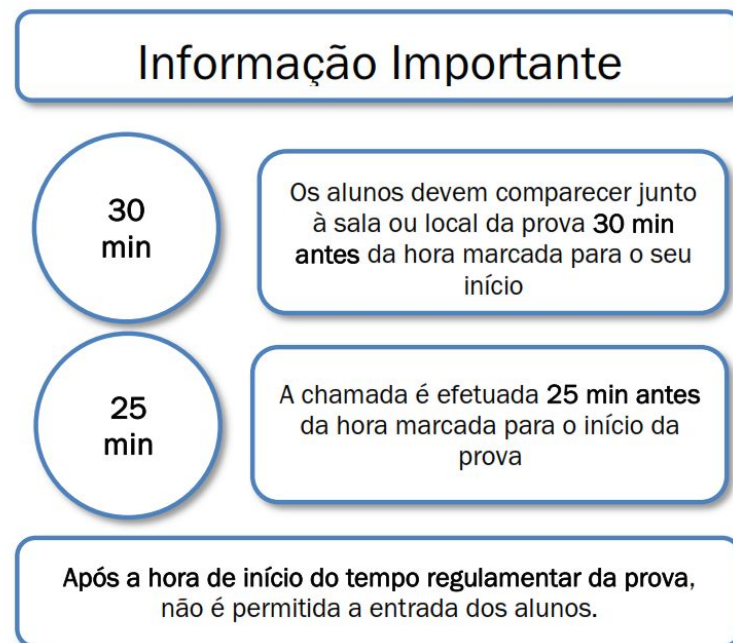 Informação Importante
30
min
Os alunos devem comparecer junto
à sala ou local da prova 30 min
antes da hora marcada para o seu
início
25
min
A chamada é efetuada 25 min antes
da hora marcada para o início da
prova
Após a hora de início do tempo regulamentar da prova,
não é permitida a entrada dos alunos.